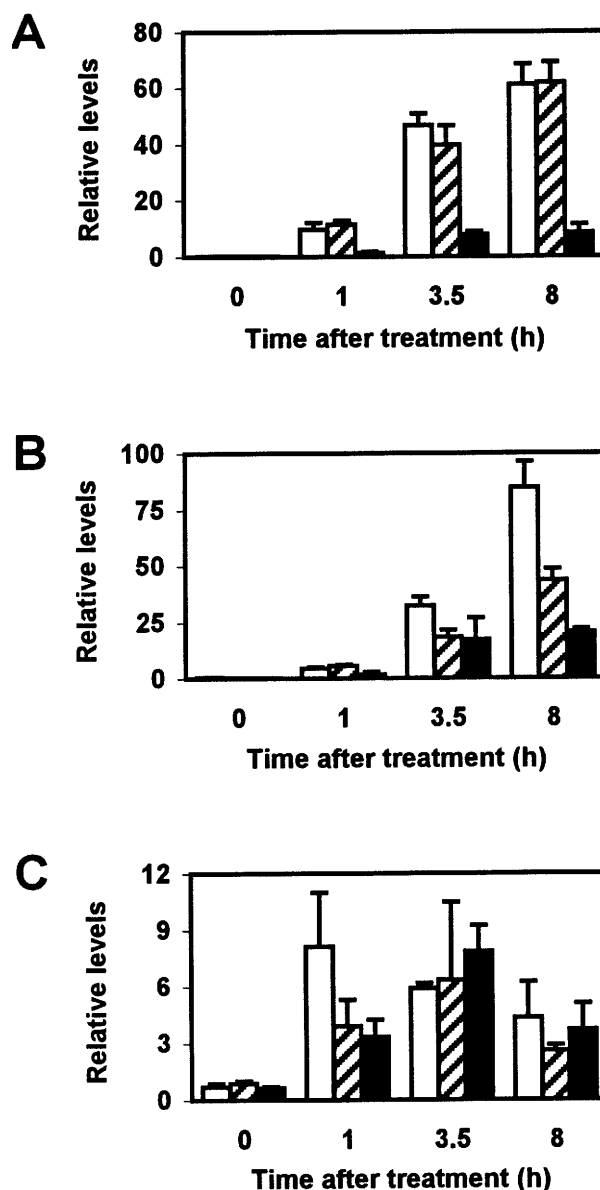 A
Relative levels
80
60
40
20
0
0 1 3.5 8
Time after treatment (h)
B
Relative levels
100
75
50
25
0
0 1 3.5 8
Time after treatment (h)
C
Relative levels
12
9
6
3
0
0 1 3.5 8
Time after treatment (h)